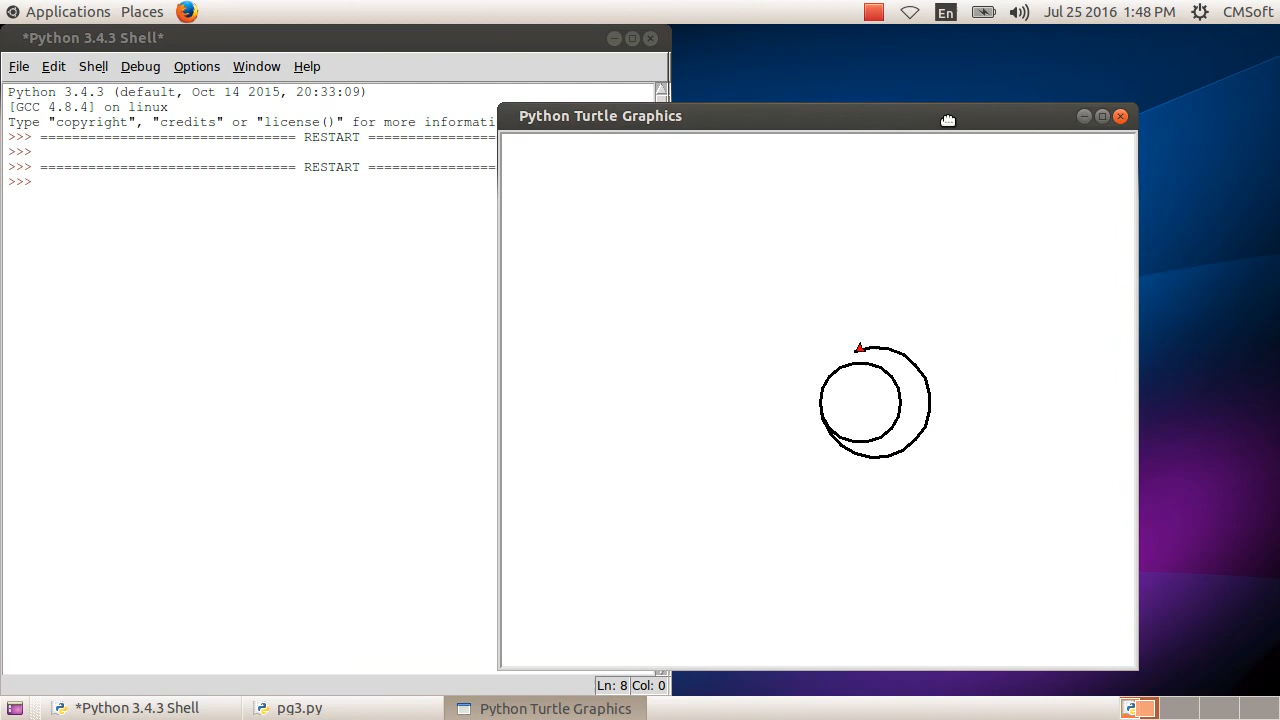 Applications Places En Jul 25 2016 1:48 PM CMSoft
*Python 3.4.3 Shell*
File Edit Shell Debug Options Window Help
Python 3.4.3 (default, Oct 14 2015, 20:33:09)
[GCC 4.8.4] on linux
Type "copyright", "credits" or "license()" for more informati
>>> ============================== RESTART ===============
>>>
>>> ============================== RESTART ===============
>>>
Python Turtle Graphics
Ln: 8 Col: 0
*Python 3.4.3 Shell pg3.py Python Turtle Graphics